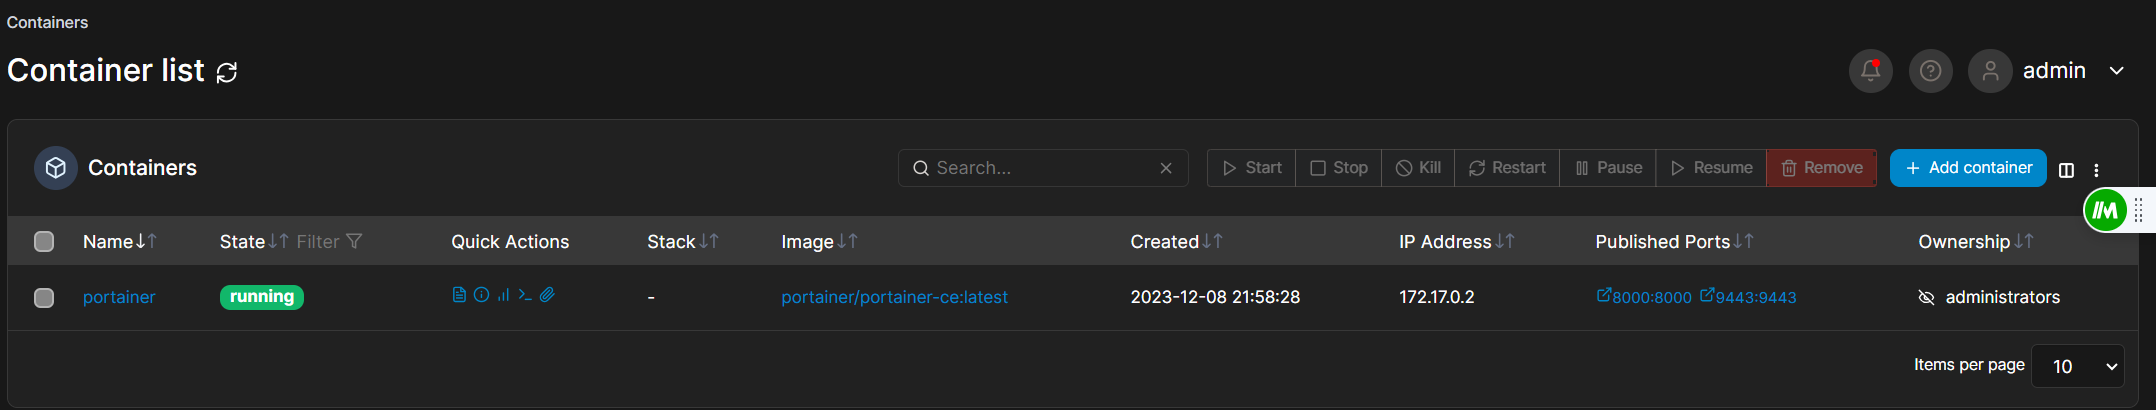 Containers
Container list
admin
Containers
Search...
Start Stop Kill Restart Pause Resume Remove
Add container
Name State Filter Quick Actions Stack Image Created IP Address Published Ports Ownership
portainer running - portainer/portainer-ce:latest 2023-12-08 21:58:28 172.17.0.2 8000:8000 9443:9443 administrators
Items per page 10